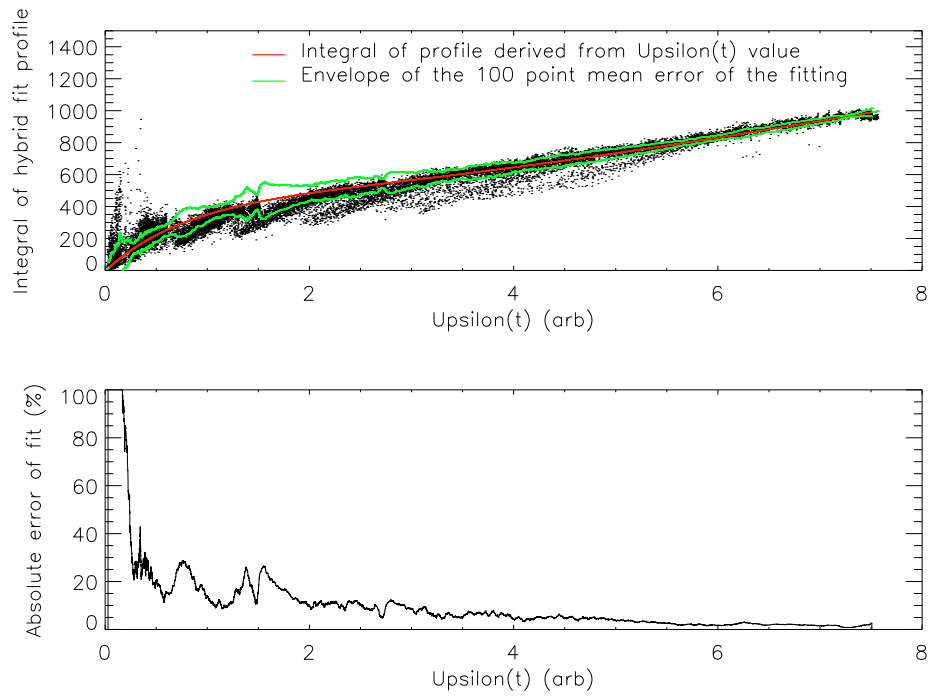 Integral of hybrid fit profile
1400
1200
1000
800
600
400
200
0
Integral of profile derived from Upsilon(t) value
Envelope of the 100 point mean error of the fitting
0 2 4 6 8
Upsilon(t) (arb)
Absolute error of fit (%)
100
80
60
40
20
0
0 2 4 6 8
Upsilon(t) (arb)